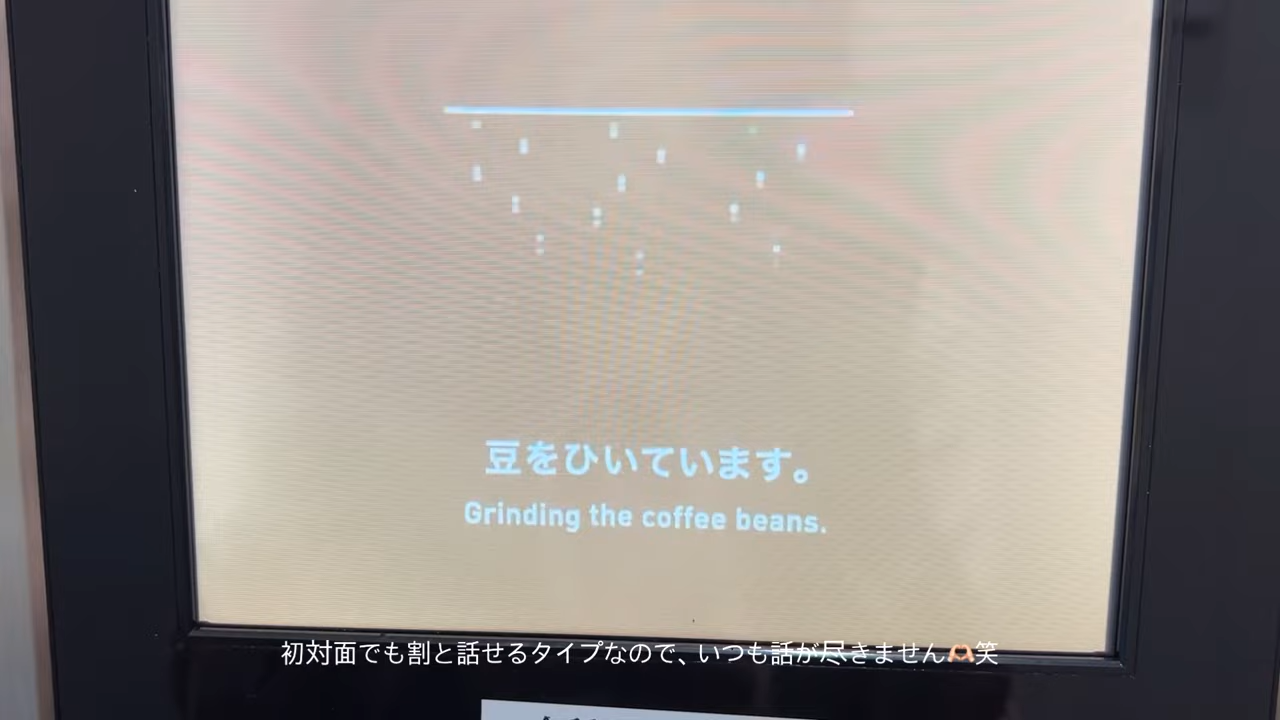 豆をひいています。
Grinding the coffee beans.
初対面でも割と話せるタイプなので、いつも話が尽きません🫶笑